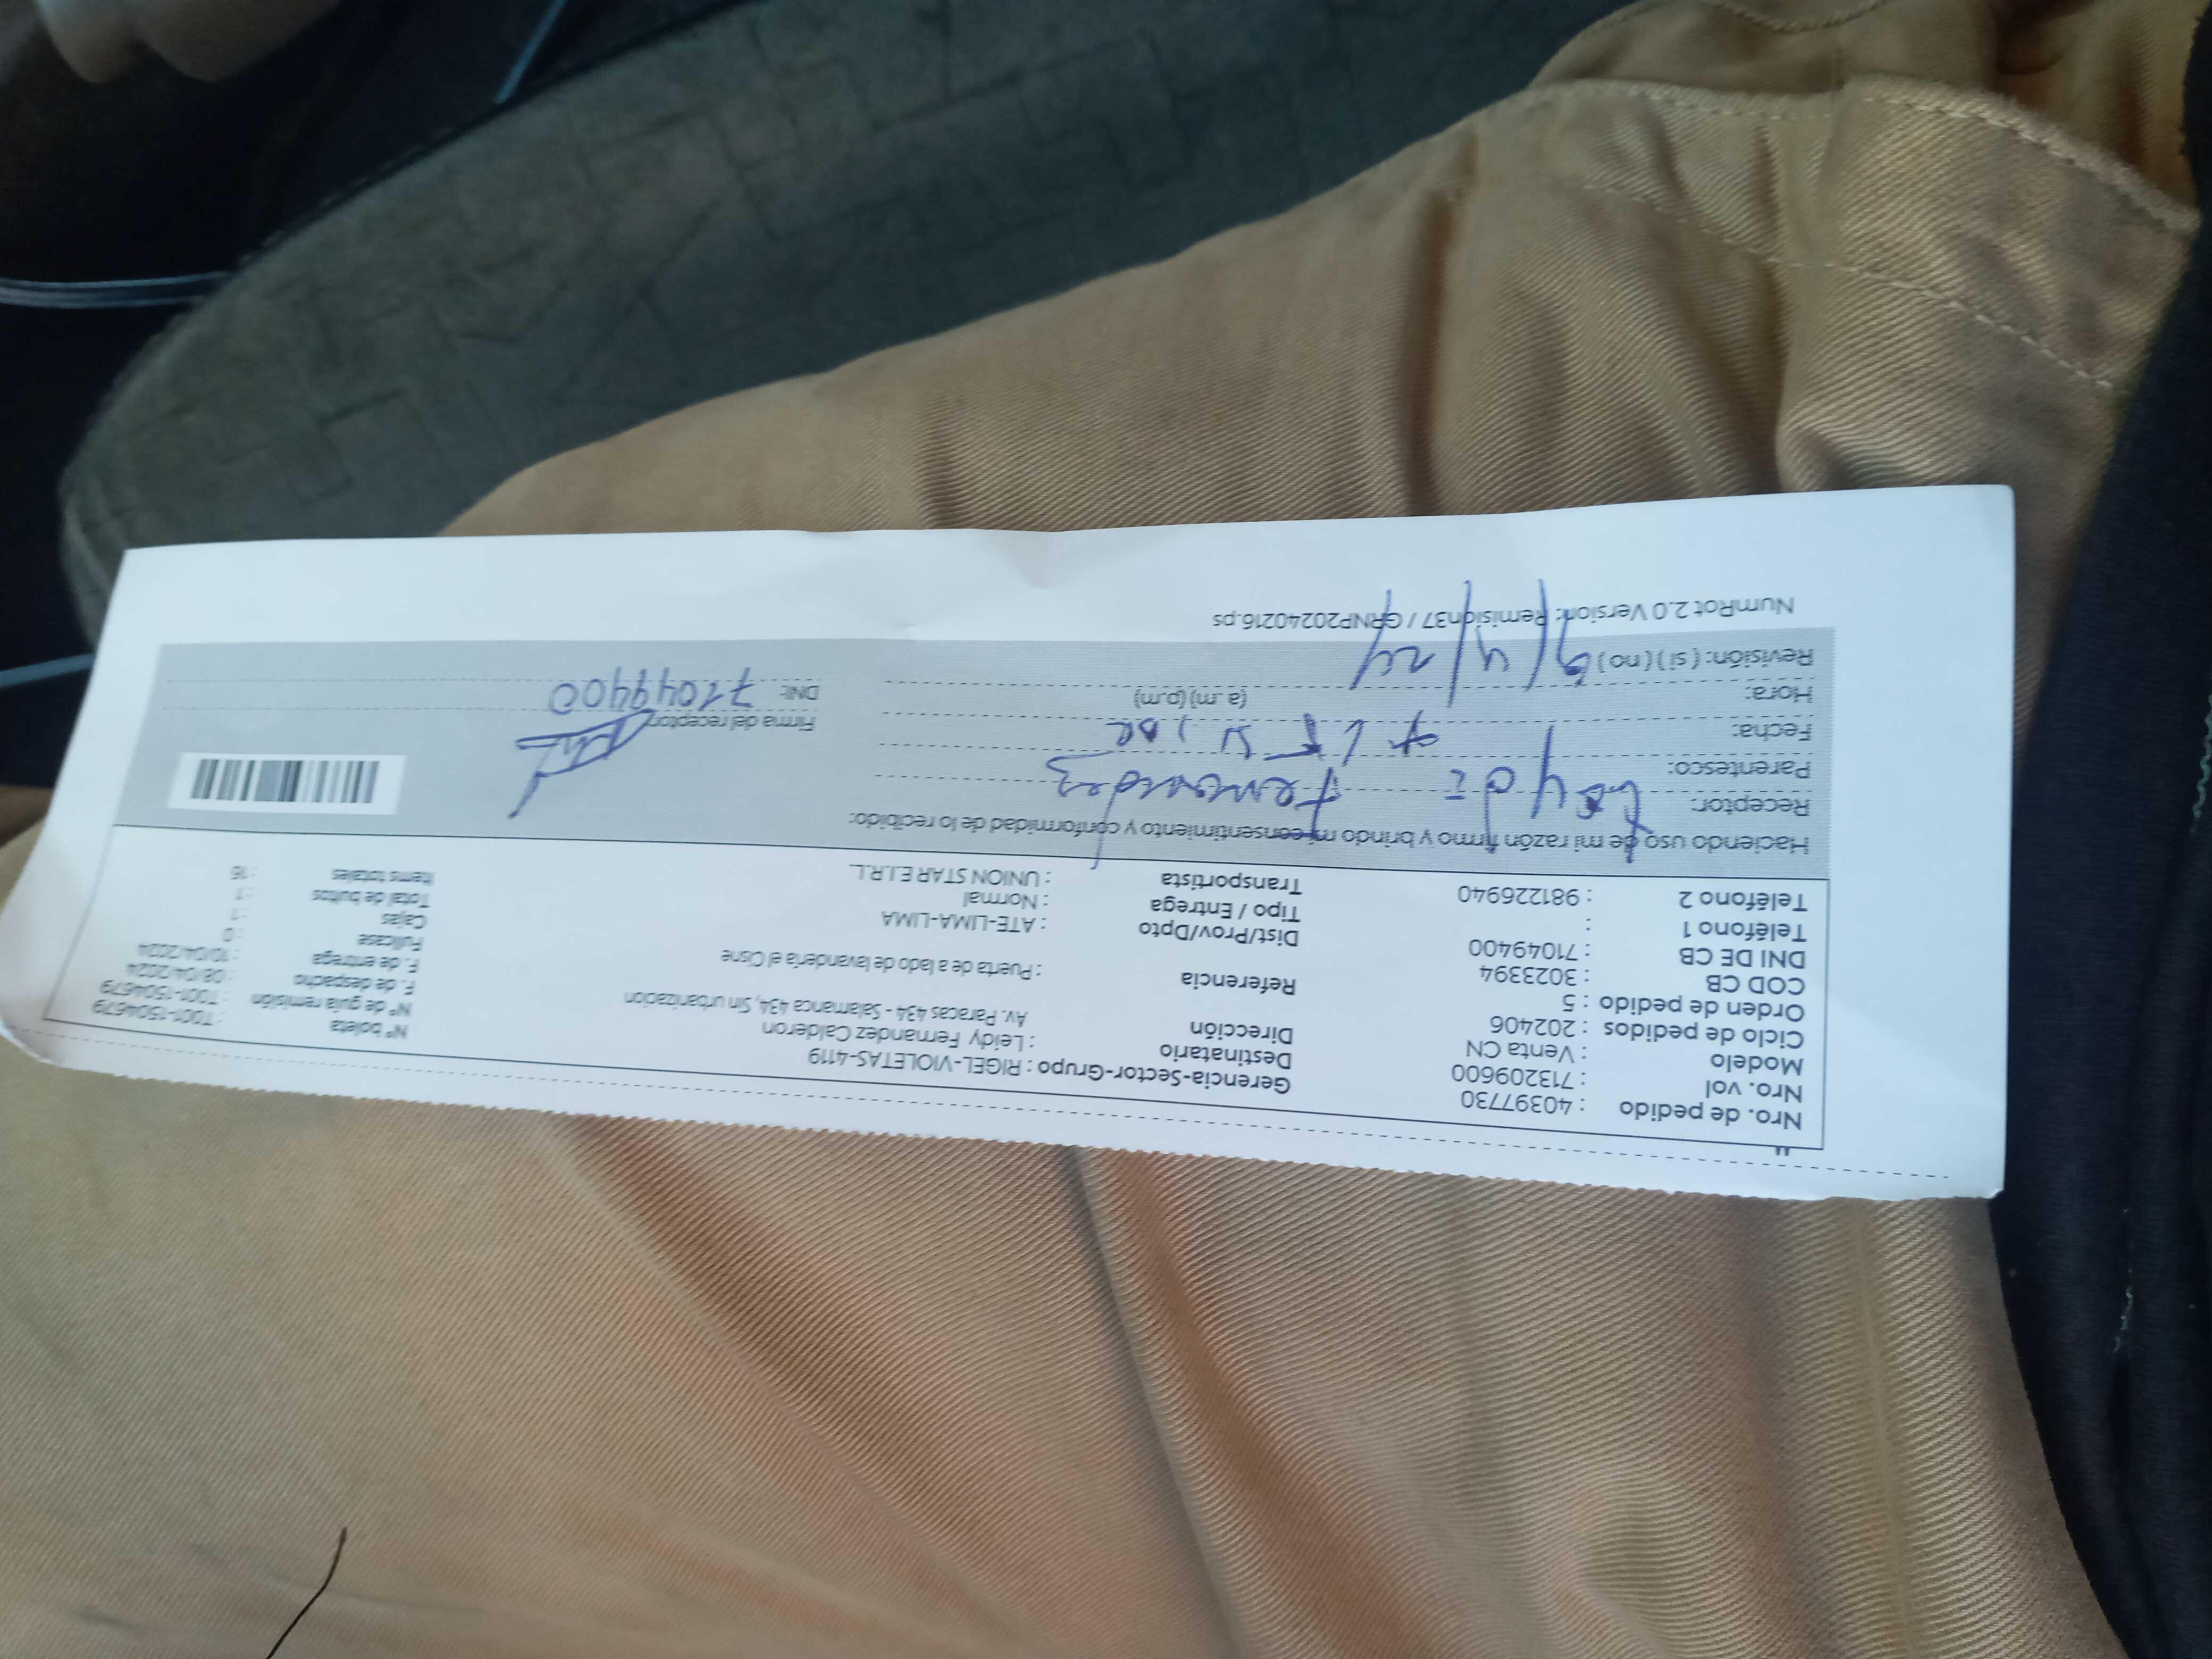 Nro. de pedido : 40397730
Nro. vol : 713209600
Modelo : Venta CN
Ciclo de pedidos : 202406
Orden de pedido : 5
COD CB : 3023394
DNI DE CB : 71049400
Teléfono 1 :
Teléfono 2 : 981226940
Gerencia-Sector-Grupo : RIGEL-VIOLETAS-4119
Destinatario : Leidy Fernandez Calderon
Dirección Av. Paracas 434 - Salamanca 434, Sin urbanizacion
Referencia : Puerta de a lado de lavanderia el Cisne
Dist/Prov/Dpto : ATE-LIMA-LIMA
Tipo / Entrega : Normal
Transportista : UNION STAR E.I.R.L.
Nº boleta : T001-1504679
Nº de guía remisión : T001-1504679
F. de despacho : 08/04/2024
F. de entrega : 10/04/2024
Fullcase : 0
Cajas : 1
Total de bultos : 1
Items totales : 16
Haciendo uso de mi razón firmo y brindo mi consentimiento y conformidad de lo recibido:
Receptor: Fernandez
Parentesco:
Fecha:
Hora: (a .m) (p.m)
Revisión: ( si ) ( no ) 9/4/24
Firma del receptor:
DNI: 71049400
NumRot 2.0 Version: Remisión37 / GRNP20240216.ps